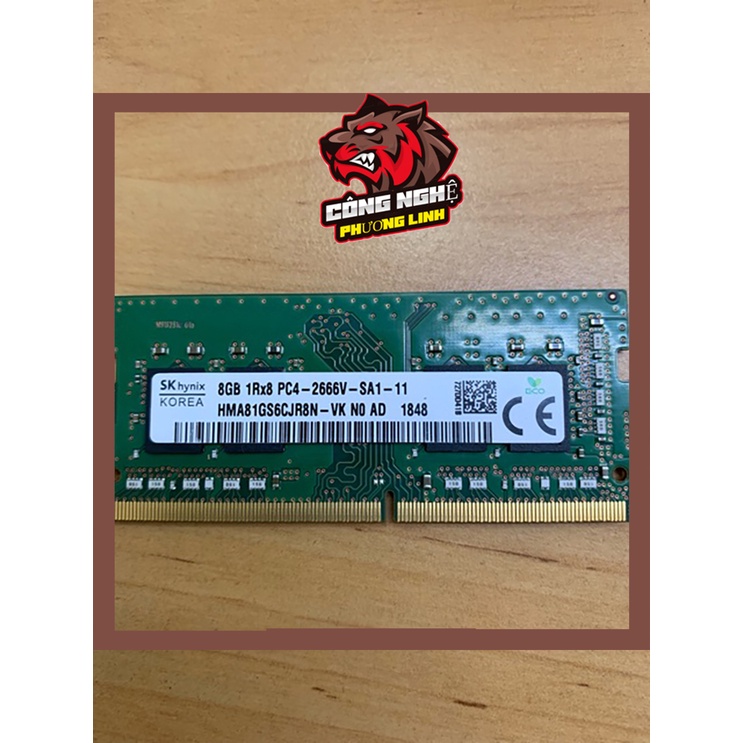 CÔNG NGHỆ
PHƯƠNG LINH
SK hynix
KOREA
8GB 1Rx8 PC4-2666V-SA1-11
HMA81GS6CJR8N-VK N0 AD 1848
CE